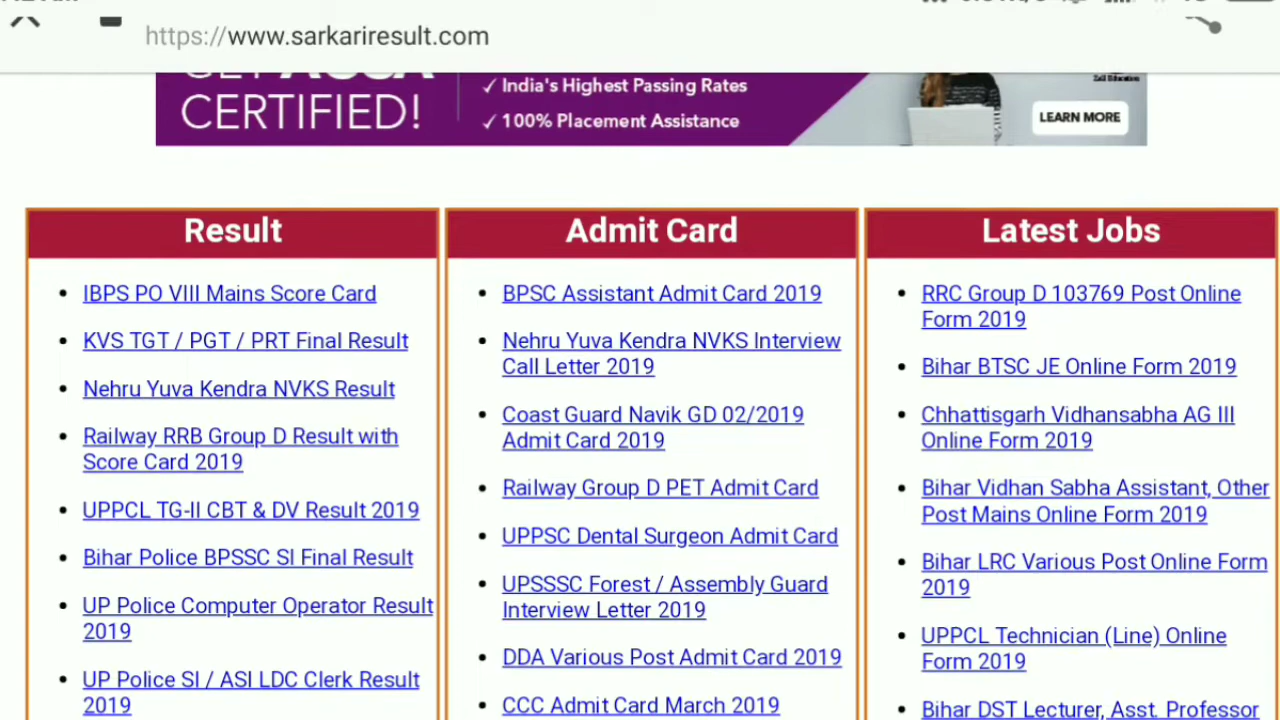 https://www.sarkariresult.com
CERTIFIED!
✓ India's Highest Passing Rates
✓ 100% Placement Assistance
LEARN MORE
Result
• IBPS PO VIII Mains Score Card
• KVS TGT / PGT / PRT Final Result
• Nehru Yuva Kendra NVKS Result
• Railway RRB Group D Result with
Score Card 2019
• UPPCL TG-II CBT & DV Result 2019
• Bihar Police BPSSC SI Final Result
• UP Police Computer Operator Result
2019
• UP Police SI / ASI LDC Clerk Result
2019
Admit Card
• BPSC Assistant Admit Card 2019
• Nehru Yuva Kendra NVKS Interview
Call Letter 2019
• Coast Guard Navik GD 02/2019
Admit Card 2019
• Railway Group D PET Admit Card
• UPPSC Dental Surgeon Admit Card
• UPSSSC Forest / Assembly Guard
Interview Letter 2019
• DDA Various Post Admit Card 2019
• CCC Admit Card March 2019
Latest Jobs
• RRC Group D 103769 Post Online
Form 2019
• Bihar BTSC JE Online Form 2019
• Chhattisgarh Vidhansabha AG III
Online Form 2019
• Bihar Vidhan Sabha Assistant, Other
Post Mains Online Form 2019
• Bihar LRC Various Post Online Form
2019
• UPPCL Technician (Line) Online
Form 2019
• Bihar DST Lecturer, Asst. Professor